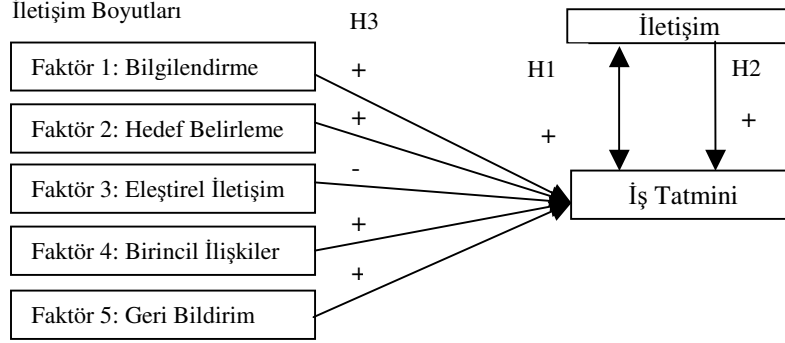 İletişim Boyutları
H3
İletişim
Faktör 1: Bilgilendirme
+
H1
H2
Faktör 2: Hedef Belirleme
+
+
+
Faktör 3: Eleştirel İletişim
-
İş Tatmini
Faktör 4: Birincil İlişkiler
+
Faktör 5: Geri Bildirim
+